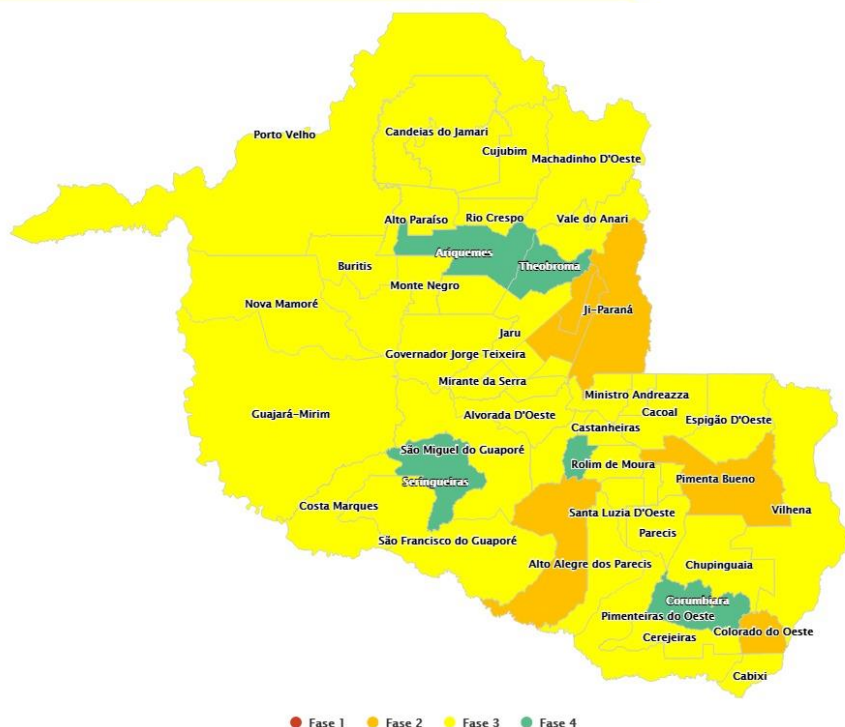 Porto Velho
Candeias do Jamari
Cujubim
Machadinho D'Oeste
Alto Paraíso
Rio Crespo
Vale do Anari
Ariquemes
Theobroma
Buritis
Monte Negro
Nova Mamoré
Ji-Paraná
Jaru
Governador Jorge Teixeira
Mirante da Serra
Ministro Andreazza
Guajará-Mirim
Alvorada D'Oeste
Cacoal
Espigão D'Oeste
Castanheiras
São Miguel do Guaporé
Rolim de Moura
Seringueiras
Pimenta Bueno
Costa Marques
Santa Luzia D'Oeste
Vilhena
Parecis
São Francisco do Guaporé
Alto Alegre dos Parecis
Chupinguaia
Corumbiara
Pimenteiras do Oeste
Colorado do Oeste
Cerejeiras
Cabixi
Fase 1 Fase 2 Fase 3 Fase 4